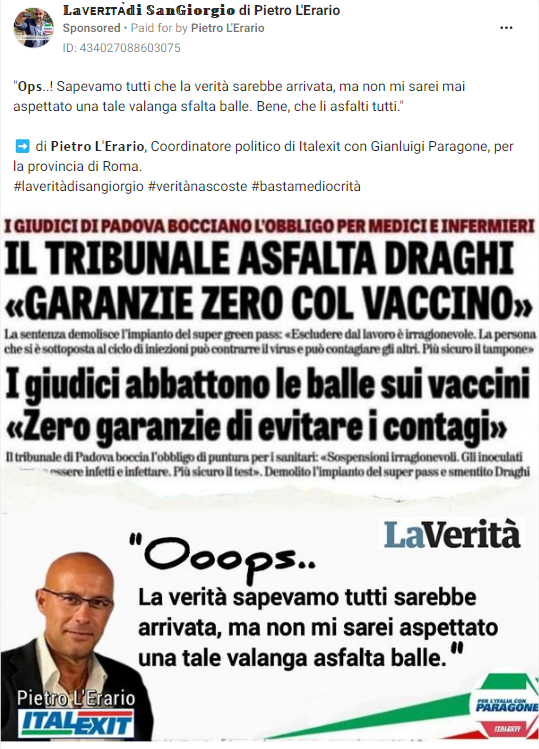 LaVERITÀdi SanGiorgio di Pietro L'Erario
Sponsored • Paid for by Pietro L'Erario
ID: 434027088603075
"Ops..! Sapevamo tutti che la verità sarebbe arrivata, ma non mi sarei mai
aspettato una tale valanga sfalta balle. Bene, che li asfalti tutti."
➡️ di Pietro L'Erario, Coordinatore politico di Italexit con Gianluigi Paragone, per
la provincia di Roma.
#laveritàdisangiorgio #veritànascoste #bastamediocrità
I GIUDICI DI PADOVA BOCCIANO L'OBBLIGO PER MEDICI E INFERMIERI
IL TRIBUNALE ASFALTA DRAGHI
«GARANZIE ZERO COL VACCINO»
La sentenza demolisce l'impianto del super green pass: «Escludere dal lavoro è irragionevole. La persona
che si è sottoposta al ciclo di iniezioni può contrarre il virus e può contagiare gli altri. Più sicuro il tampone»
I giudici abbattono le balle sui vaccini
«Zero garanzie di evitare i contagi»
Il tribunale di Padova boccia l'obbligo di puntura per i sanitari: «Sospensioni irragionevoli. Gli inoculati
essere infetti e infettare. Più sicuro il test». Demolito l'impianto del super pass e smentito Draghi
LaVerità
"Ooops..
La verità sapevamo tutti sarebbe
arrivata, ma non mi sarei aspettato
una tale valanga asfalta balle."
Pietro L'Erario
ITALEXIT
PER L'ITALIA CON
PARAGONE
ITALEXIT